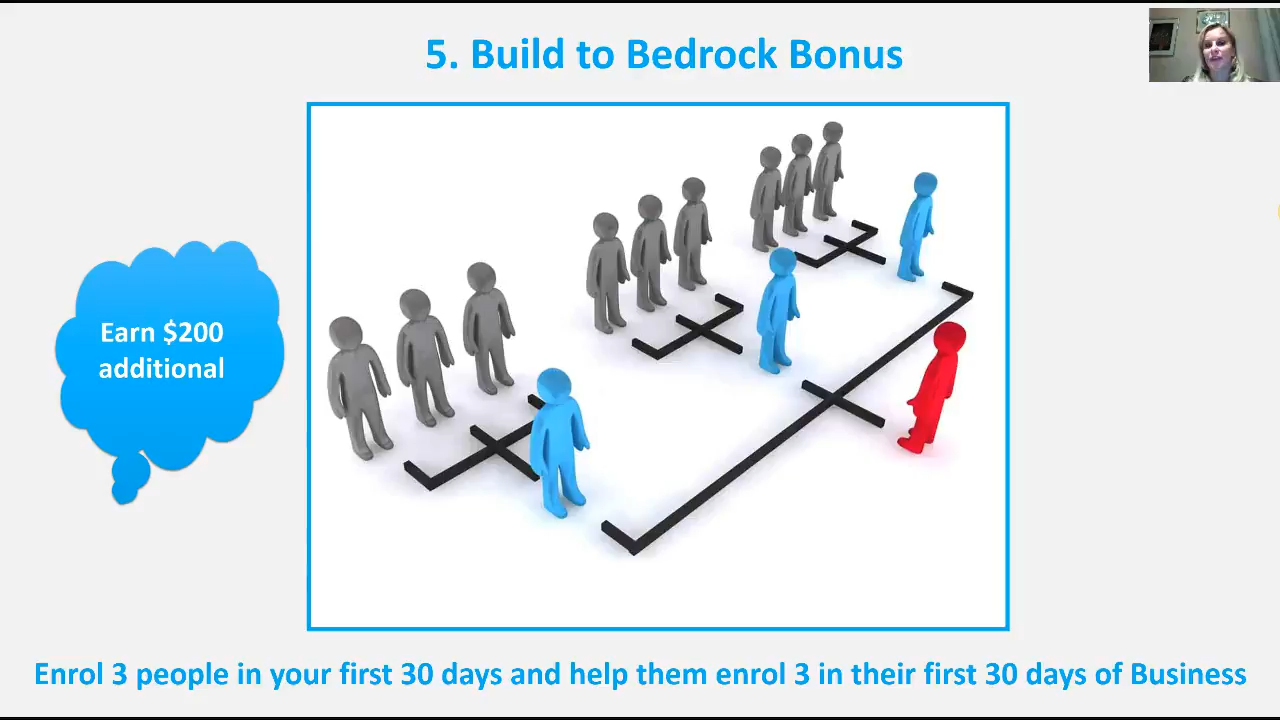 5. Build to Bedrock Bonus
Earn $200
additional
Enrol 3 people in your first 30 days and help them enrol 3 in their first 30 days of Business